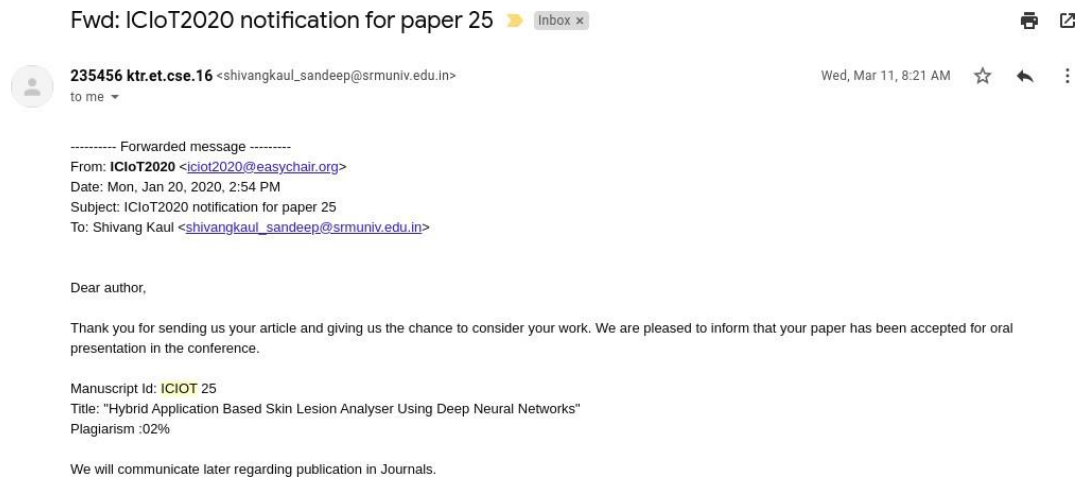 Fwd: ICIoT2020 notification for paper 25 Inbox ×
235456 ktr.et.cse.16 <shivangkaul_sandeep@srmuniv.edu.in> Wed, Mar 11, 8:21 AM
to me
---------- Forwarded message ---------
From: ICIoT2020 <iciot2020@easychair.org>
Date: Mon, Jan 20, 2020, 2:54 PM
Subject: ICIoT2020 notification for paper 25
To: Shivang Kaul <shivangkaul_sandeep@srmuniv.edu.in>
Dear author,
Thank you for sending us your article and giving us the chance to consider your work. We are pleased to inform that your paper has been accepted for oral
presentation in the conference.
Manuscript Id: ICIOT 25
Title: "Hybrid Application Based Skin Lesion Analyser Using Deep Neural Networks"
Plagiarism :02%
We will communicate later regarding publication in Journals.